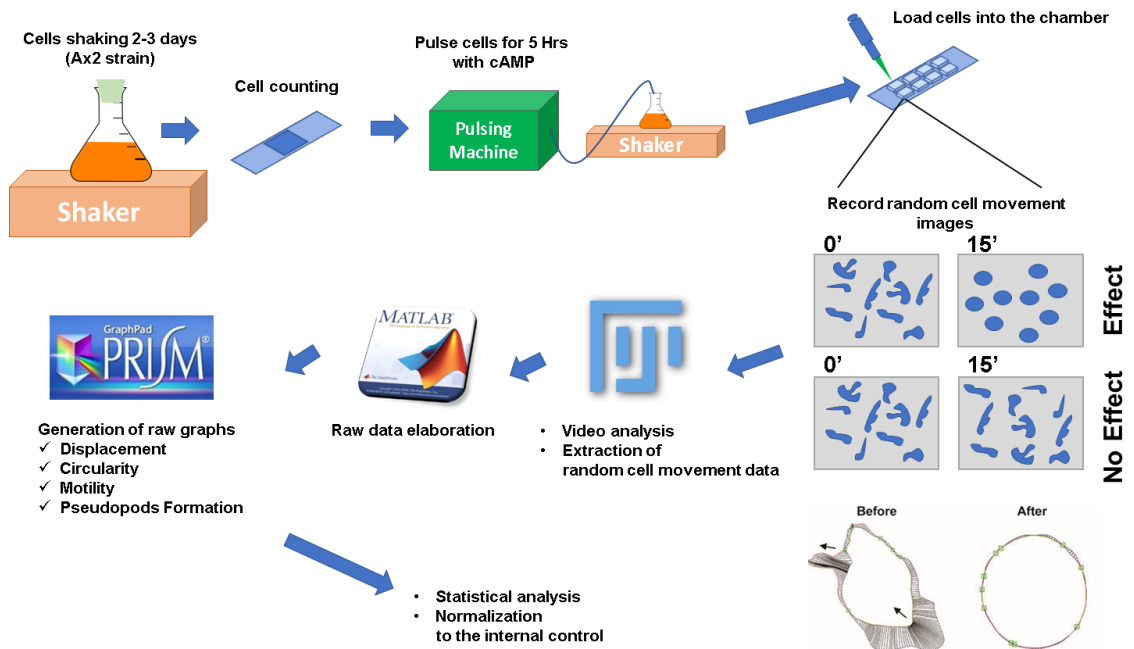 Cells shaking 2-3 days
(Ax2 strain)
Shaker
Cell counting
Pulse cells for 5 Hrs
with cAMP
Pulsing
Machine
Shaker
Load cells into the chamber
Record random cell movement
images
0’
15’
Effect
0’
15’
No Effect
Before
After
• Video analysis
• Extraction of
random cell movement data
MATLAB
Raw data elaboration
GraphPad
PRISM®
Generation of raw graphs
✓ Displacement
✓ Circularity
✓ Motility
✓ Pseudopods Formation
• Statistical analysis
• Normalization
to the internal control